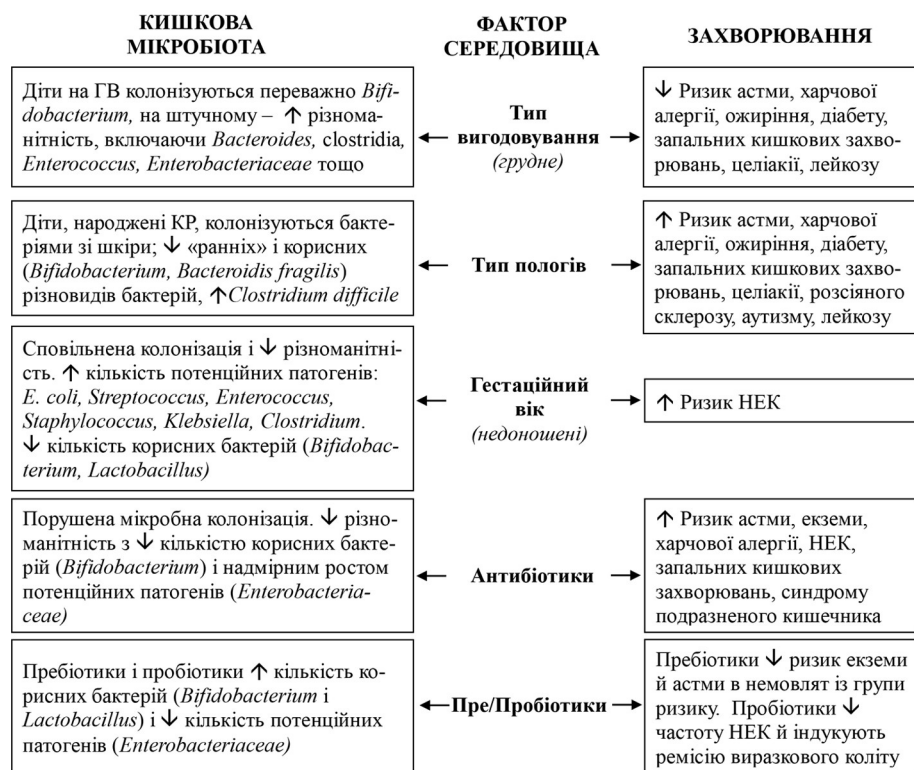 КИШКОВА
МІКРОБІОТА
ФАКТОР
СЕРЕДОВИЩА
ЗАХВОРЮВАННЯ
Діти на ГВ колонізуються переважно Bifi-
dobacterium, на штучному – ↑ різнома-
нітність, включаючи Bacteroides, clostridia,
Enterococcus, Enterobacteriaceae тощо
Тип
вигодовування
(грудне)
↓ Ризик астми, харчової
алергії, ожиріння, діабету,
запальних кишкових захво-
рювань, целіакії, лейкозу
Діти, народжені КР, колонізуються бакте-
ріями зі шкіри; ↓ «ранніх» і корисних
(Bifidobacterium, Bacteroidis fragilis)
різновидів бактерій, ↑Clostridium difficile
Тип пологів
↑ Ризик астми, харчової
алергії, ожиріння, діабету,
запальних кишкових захво-
рювань, целіакії, розсіяного
склерозу, аутизму, лейкозу
Сповільнена колонізація і ↓ різноманітні-
сть. ↑ кількість потенційних патогенів:
E. coli, Streptococcus, Enterococcus,
Staphylococcus, Klebsiella, Clostridium.
↓ кількість корисних бактерій (Bifidobac-
terium, Lactobacillus)
Гестаційний
вік
(недоношені)
↑ Ризик НЕК
Порушена мікробна колонізація. ↓ різно-
манітність з ↓ кількістю корисних бакте-
рій (Bifidobacterium) і надмірним ростом
потенційних патогенів (Enterobacteria-
ceae)
Антибіотики
↑ Ризик астми, екземи,
харчової алергії, НЕК,
запальних кишкових
захворювань, синдрому
подразненого кишечника
Пребіотики і пробіотики ↑ кількість ко-
рисних бактерій (Bifidobacterium і
Lactobacillus) і ↓ кількість потенційних
патогенів (Enterobacteriaceae)
Пре/Пробіотики
Пребіотики ↓ ризик екземи
й астми в немовлят із групи
ризику. Пробіотики ↓
частоту НЕК й індукують
ремісію виразкового коліту